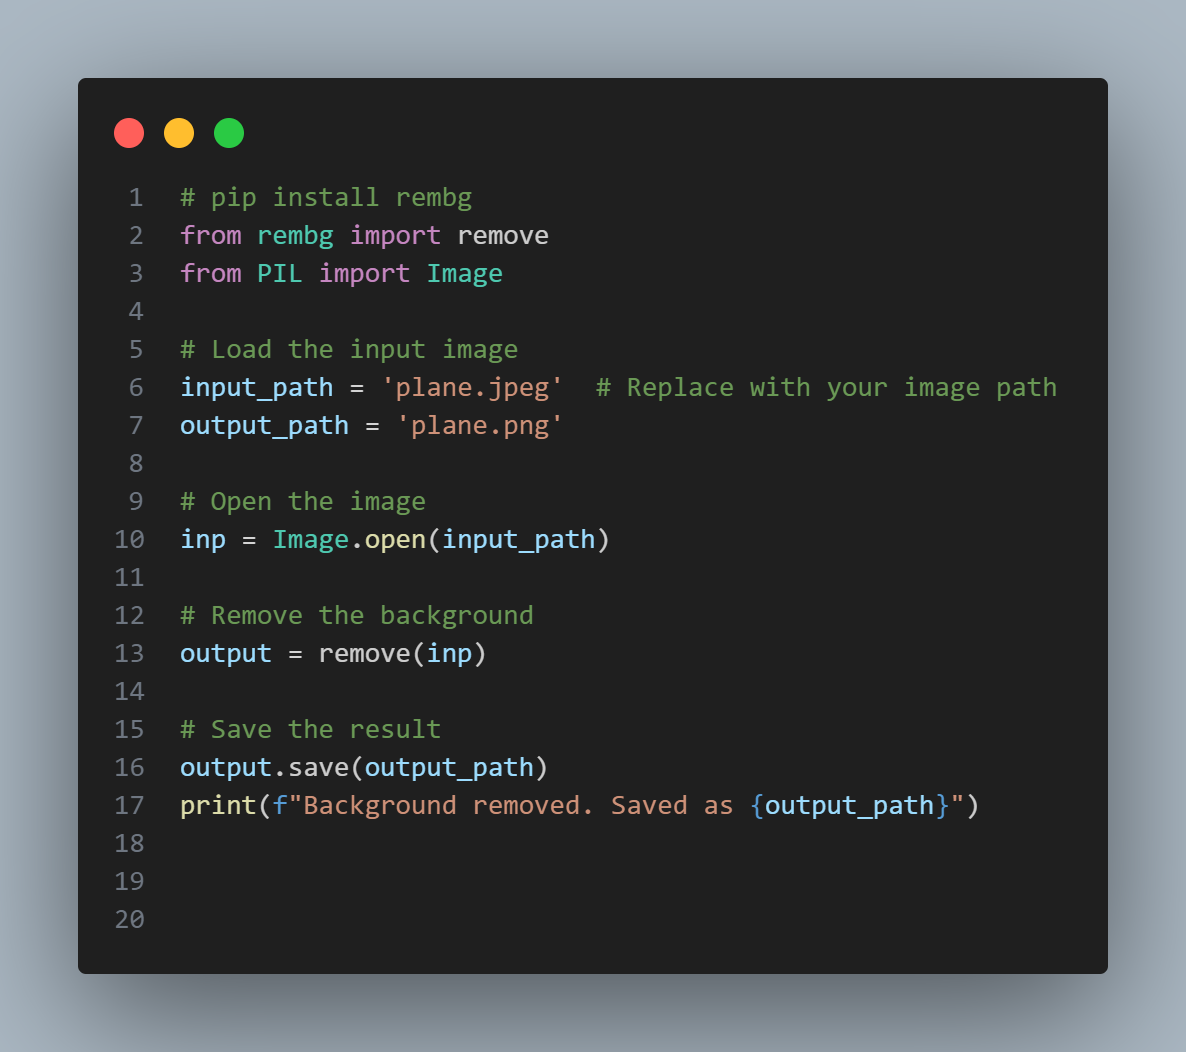 1 # pip install rembg
2 from rembg import remove
3 from PIL import Image
4
5 # Load the input image
6 input_path = 'plane.jpeg'  # Replace with your image path
7 output_path = 'plane.png'
8
9 # Open the image
10 inp = Image.open(input_path)
11
12 # Remove the background
13 output = remove(inp)
14
15 # Save the result
16 output.save(output_path)
17 print(f"Background removed. Saved as {output_path}")
18
19
20